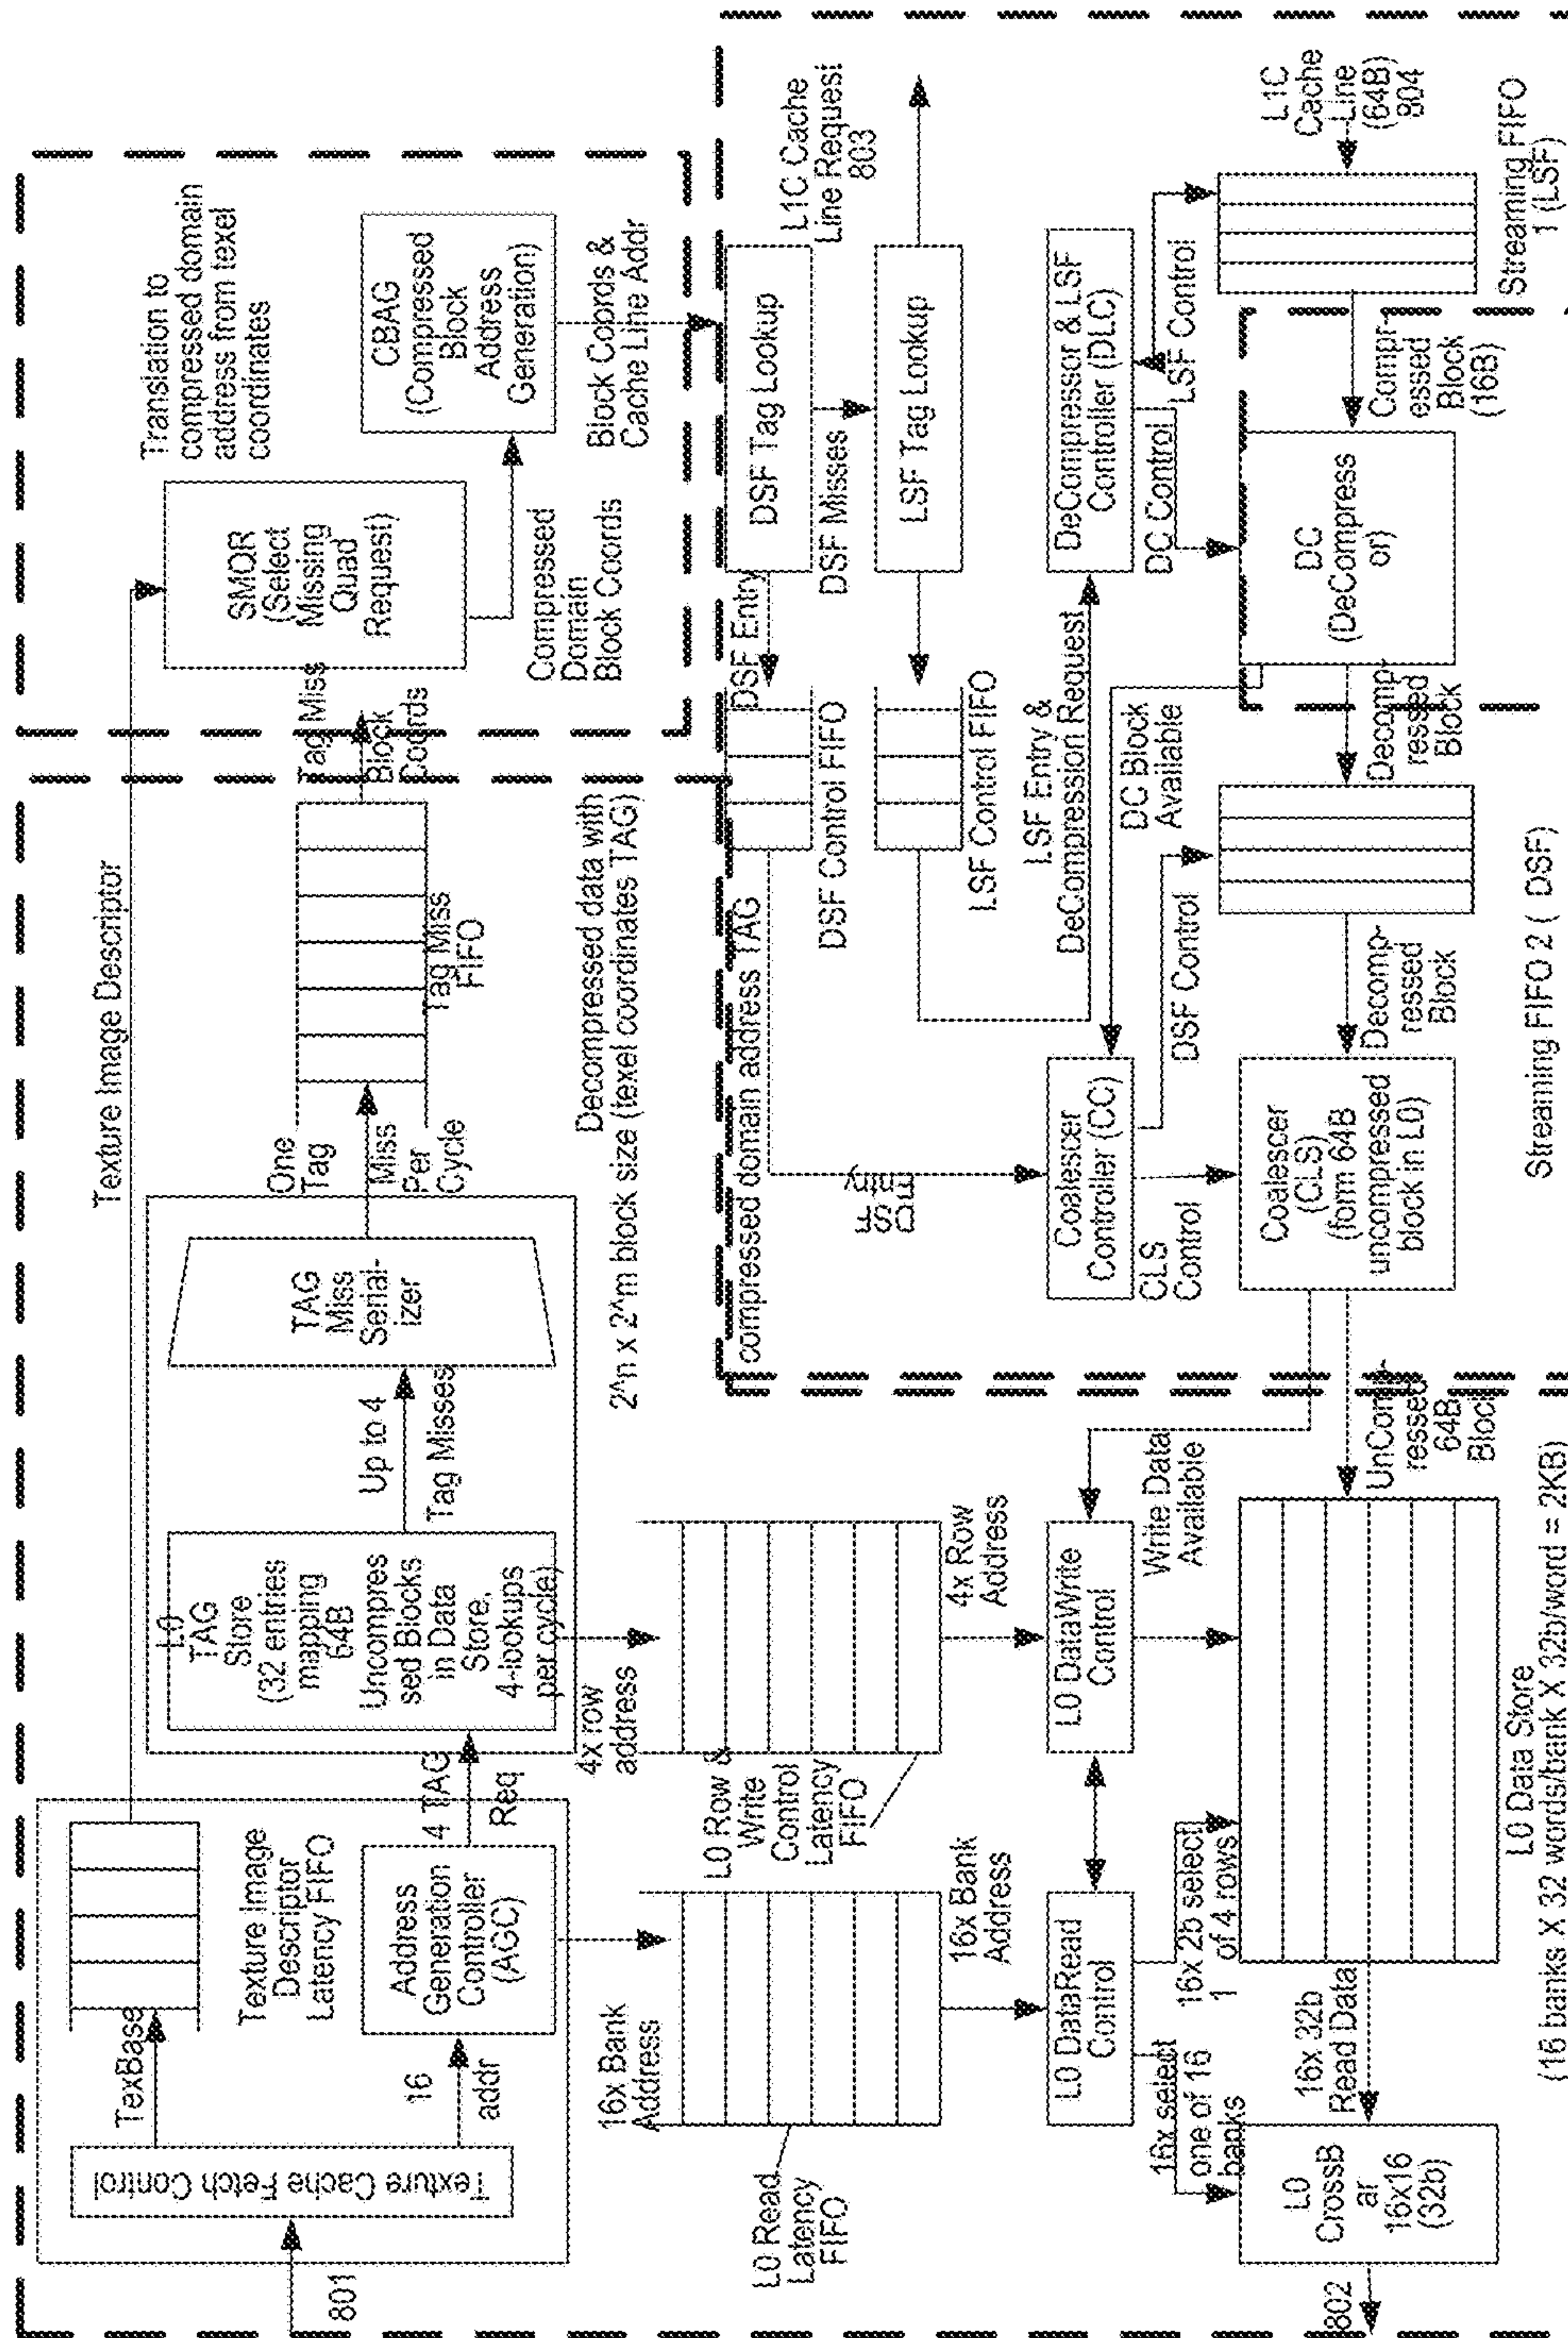 801
Texture Cache Fetch Control
TexBase
16
addr
Texture Image
Descriptor
Latency FIFO
Address
Generation
Controller
(AGC)
4 TAG
Req
Texture Image Descriptor
L0
TAG
Store
(32 entries
mapping
64B
Uncompres
sed Blocks
in Data
Store,
4-lookups
per cycle)
Up to 4
Tag Misses
TAG
Miss
Serial-
izer
One
Tag
Miss
Per
Cycle
Tag Miss
FIFO
Tag Miss
Block
Coords
SMQR
(Select
Missing
Quad
Request)
Translation to
compressed domain
address from texel
coordinates
Compressed
Domain
Block Coords
CBAG
(Compressed
Block
Address
Generation)
Block Coords &
Cache Line Addr
Decompressed data with
2^n x 2^m block size (texel coordinates TAG)
16x Bank
Address
4x row
address
L0 Read
Latency
FIFO
L0 Row &
Write
Control
Latency
FIFO
16x Bank
Address
4x Row
Address
compressed domain address TAG
DSF Entry
DSF Tag Lookup
L1C Cache
Line Request
803
DSF Control FIFO
DSF Misses
LSF Tag Lookup
LSF Control FIFO
LSF Entry &
DeCompression Request
L0 DataRead
Control
L0 DataWrite
Control
Write Data
Available
Coalescer
Controller (CC)
CLS
Control
DSF Control
DC Block
Available
DeCompressor & LSF
Controller (DLC)
DC Control
LSF Control
L1C
Cache
Line
(64B)
804
16x select
one of 16
banks
16x 2b select
1 of 4 rows
802
L0
CrossB
ar
16x16
(32b)
16x 32b
Read Data
L0 Data Store
(16 banks X 32 words/bank X 32b/word = 2KB)
UnComp-
ressed
64B
Block
Coalescer
(CLS)
(form 64B
uncompressed
block in L0)
Decomp-
ressed
Block
Streaming FIFO 2 ( DSF)
Decomp-
ressed
Block
DC
(DeCompress
or)
Compr-
essed
Block
(16B)
Streaming FIFO
1 (LSF)